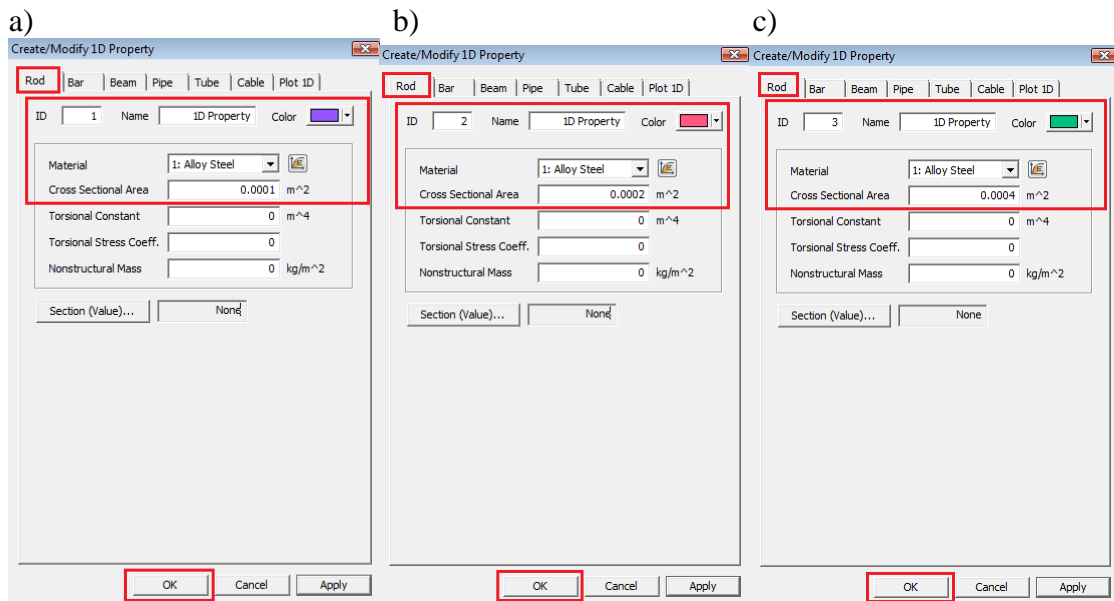 a)
Create/Modify 1D Property
Rod Bar Beam Pipe Tube Cable Plot 1D
ID 1 Name 1D Property Color
Material 1: Alloy Steel
Cross Sectional Area 0.0001 m^2
Torsional Constant 0 m^4
Torsional Stress Coeff. 0
Nonstructural Mass 0 kg/m^2
Section (Value)... None
OK Cancel Apply
b)
Create/Modify 1D Property
Rod Bar Beam Pipe Tube Cable Plot 1D
ID 2 Name 1D Property Color
Material 1: Alloy Steel
Cross Sectional Area 0.0002 m^2
Torsional Constant 0 m^4
Torsional Stress Coeff. 0
Nonstructural Mass 0 kg/m^2
Section (Value)... None
OK Cancel Apply
c)
Create/Modify 1D Property
Rod Bar Beam Pipe Tube Cable Plot 1D
ID 3 Name 1D Property Color
Material 1: Alloy Steel
Cross Sectional Area 0.0004 m^2
Torsional Constant 0 m^4
Torsional Stress Coeff. 0
Nonstructural Mass 0 kg/m^2
Section (Value)... None
OK Cancel Apply